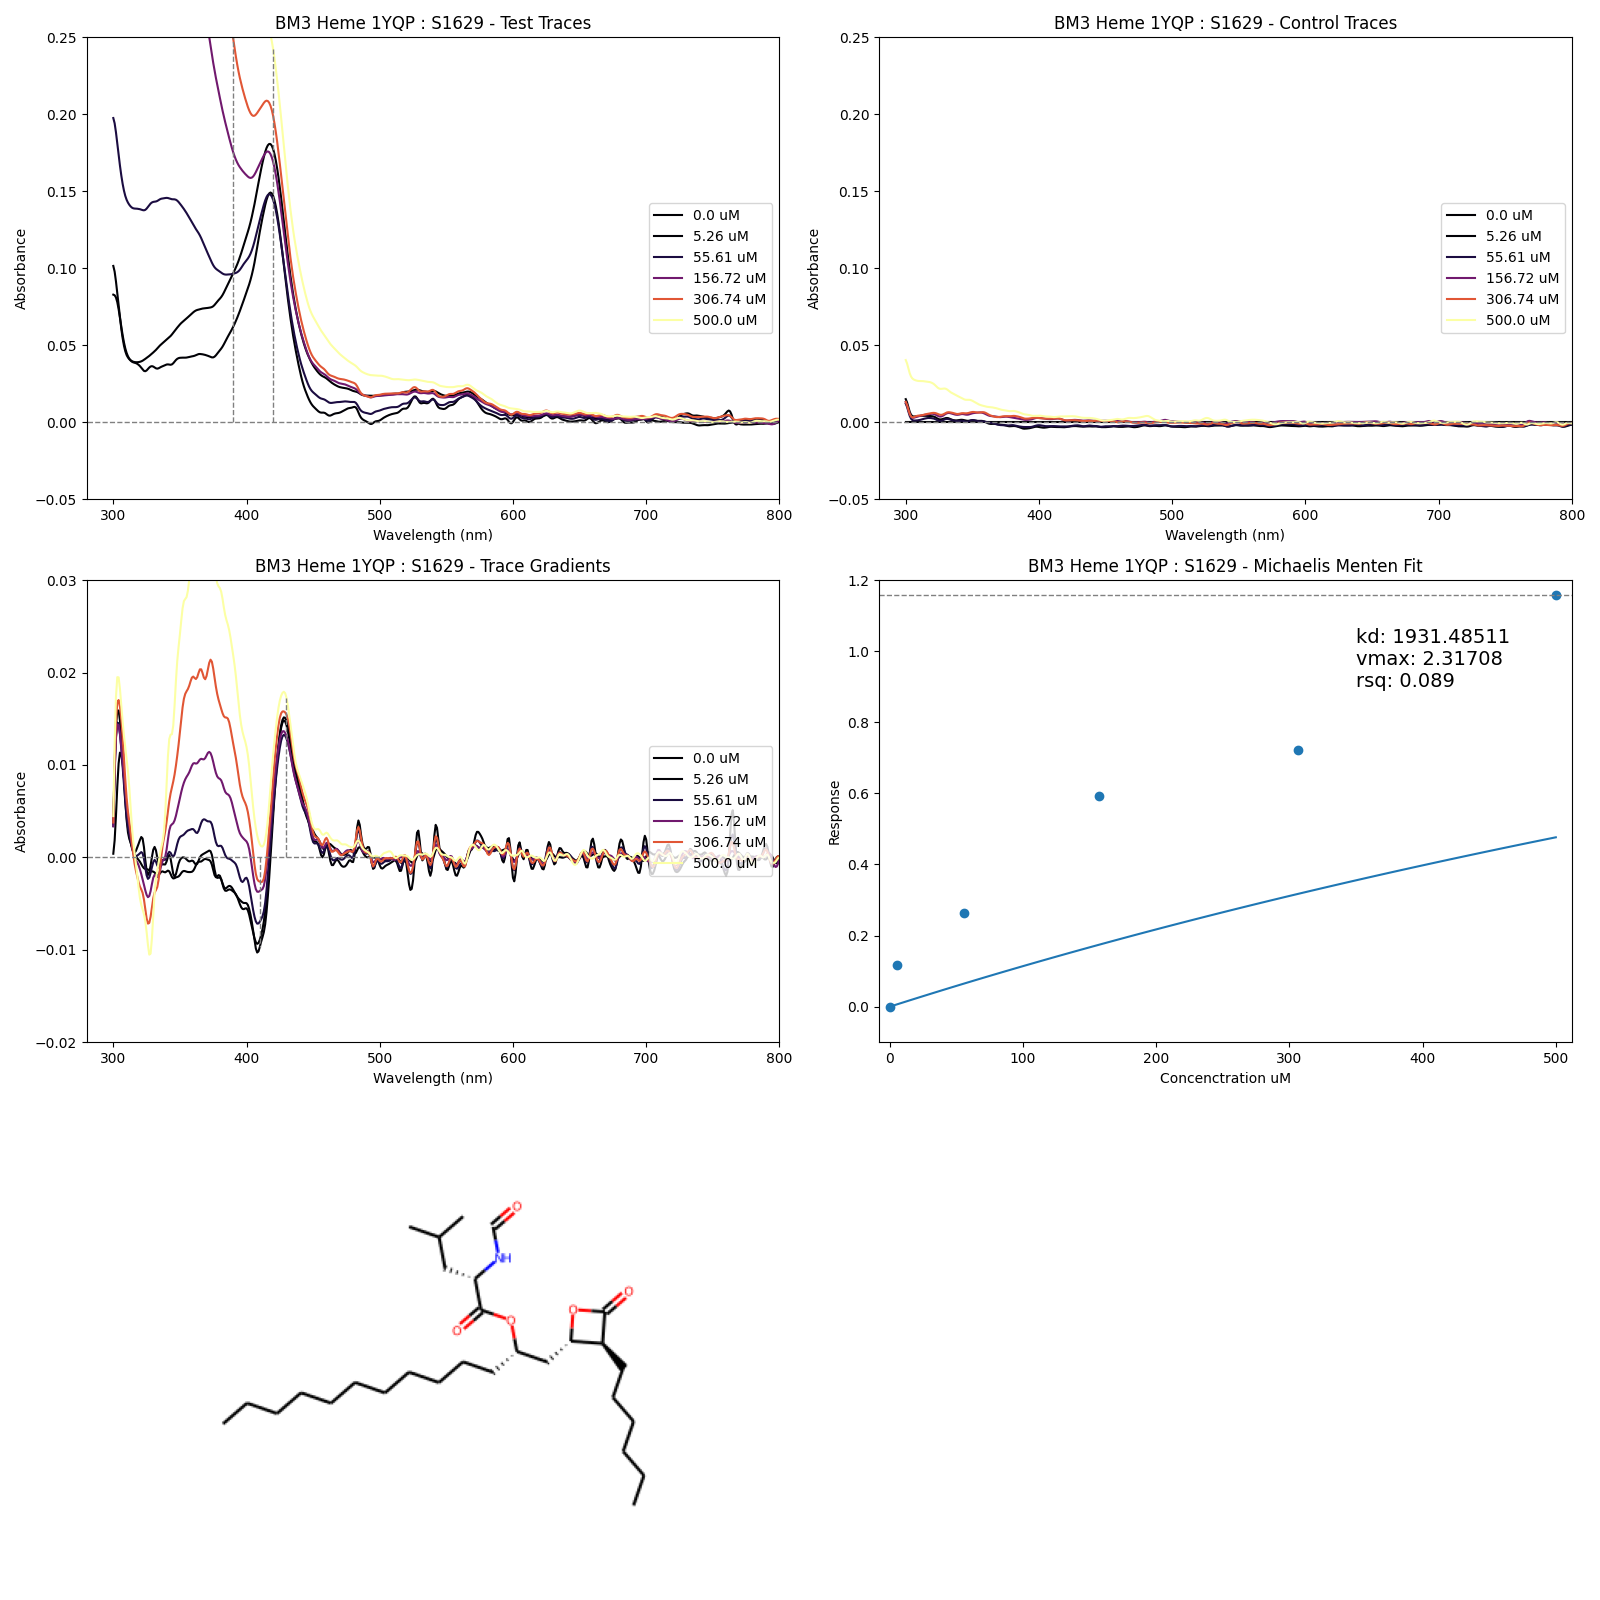 BM3 Heme 1YQP : S1629 - Test Traces
0.25
0.20
0.15
0.10
0.05
0.00
−0.05
Absorbance
300 400 500 600 700 800
Wavelength (nm)
0.0 uM
5.26 uM
55.61 uM
156.72 uM
306.74 uM
500.0 uM
BM3 Heme 1YQP : S1629 - Control Traces
0.25
0.20
0.15
0.10
0.05
0.00
−0.05
Absorbance
300 400 500 600 700 800
Wavelength (nm)
0.0 uM
5.26 uM
55.61 uM
156.72 uM
306.74 uM
500.0 uM
BM3 Heme 1YQP : S1629 - Trace Gradients
0.03
0.02
0.01
0.00
−0.01
−0.02
Absorbance
300 400 500 600 700 800
Wavelength (nm)
0.0 uM
5.26 uM
55.61 uM
156.72 uM
306.74 uM
500.0 uM
BM3 Heme 1YQP : S1629 - Michaelis Menten Fit
1.2
1.0
0.8
0.6
0.4
0.2
0.0
Response
0 100 200 300 400 500
Concenctration uM
kd: 1931.48511
vmax: 2.31708
rsq: 0.089
O
NH
O
O
O
O